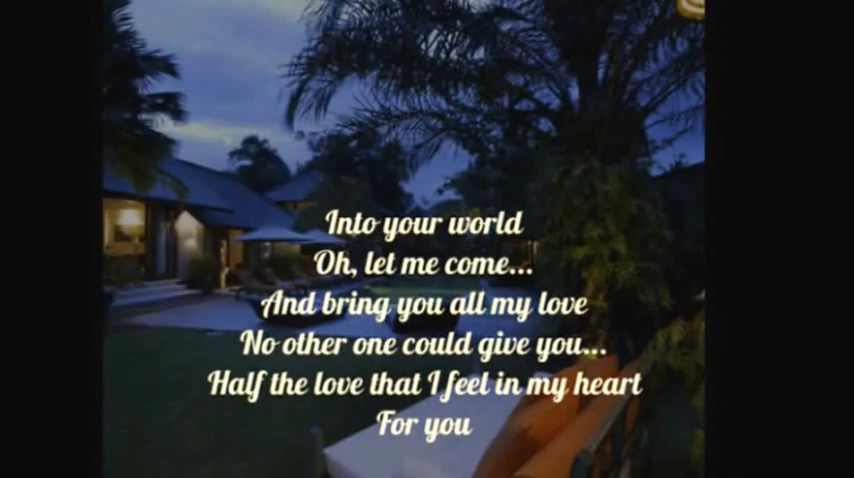 Into your world
Oh, let me come...
And bring you all my love
No other one could give you...
Half the love that I feel in my heart
For you